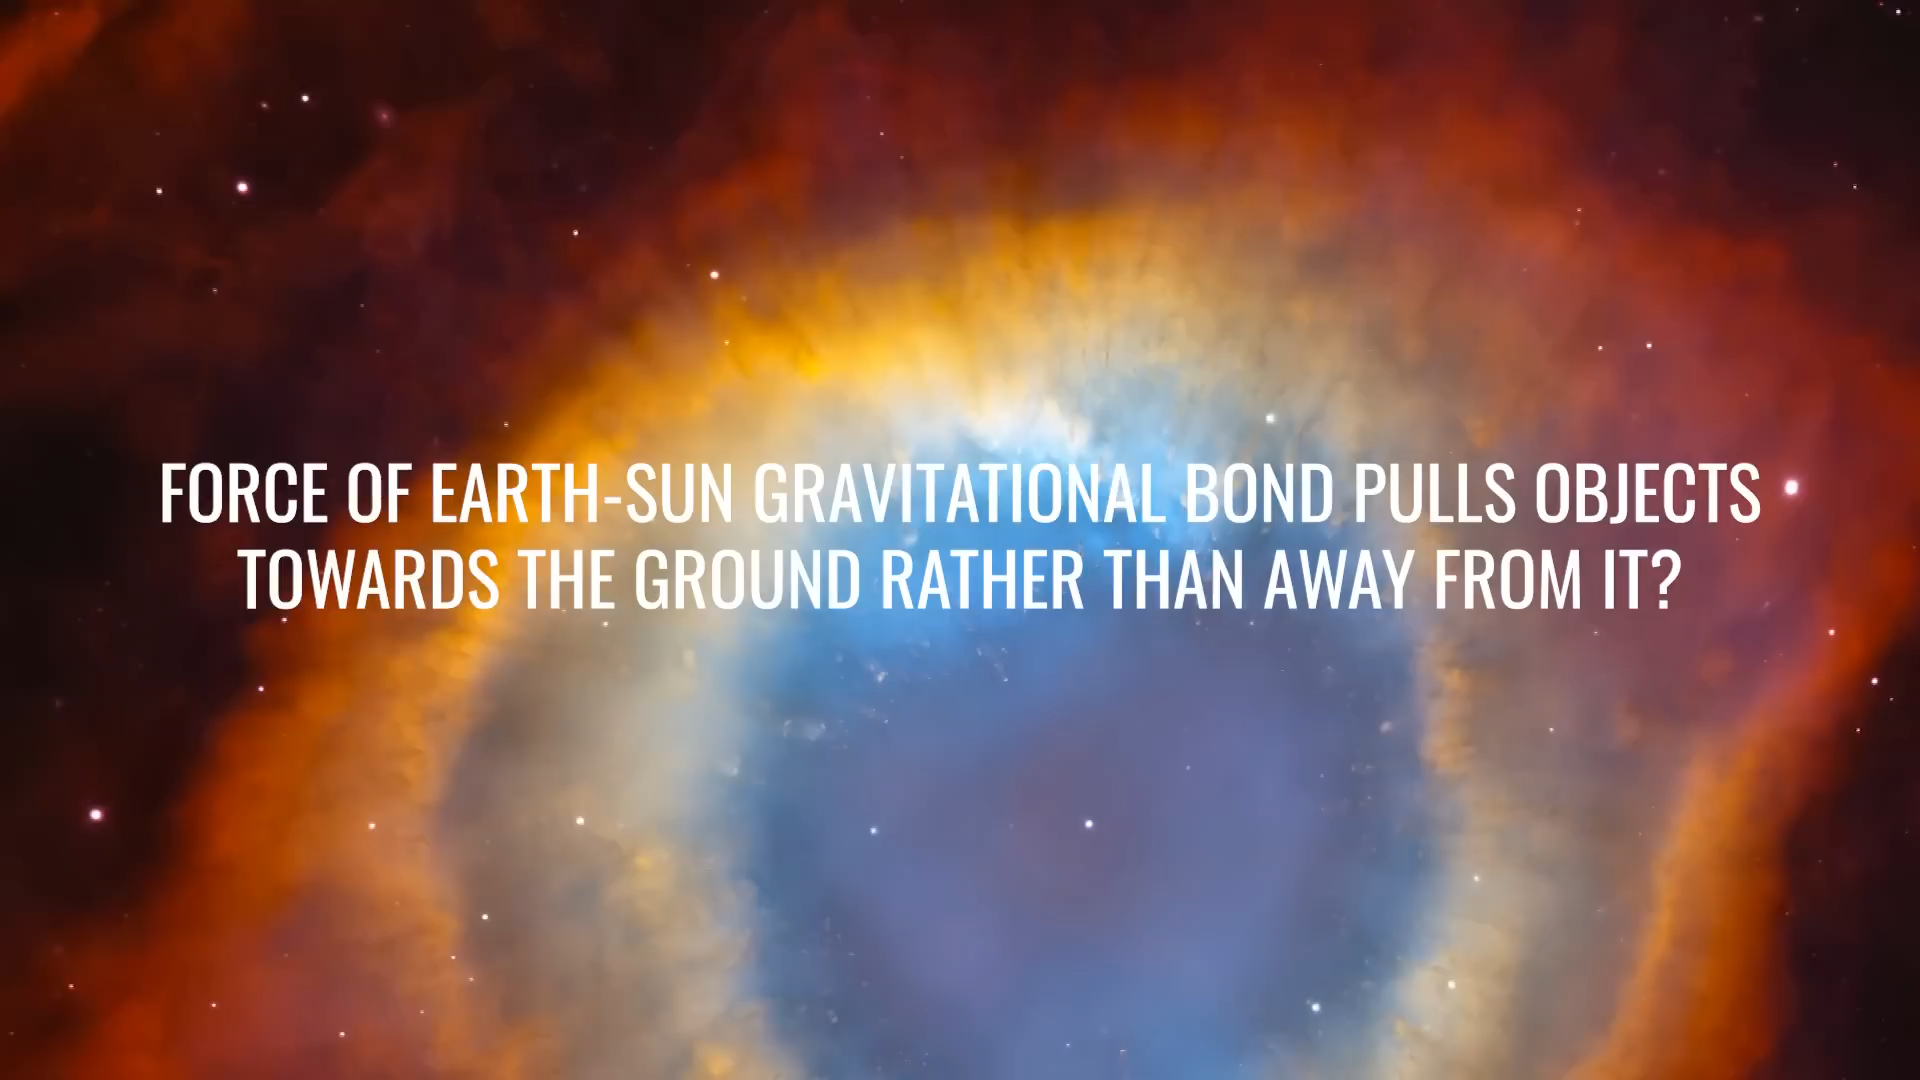 FORCE OF EARTH-SUN GRAVITATIONAL BOND PULLS OBJECTS
TOWARDS THE GROUND RATHER THAN AWAY FROM IT?